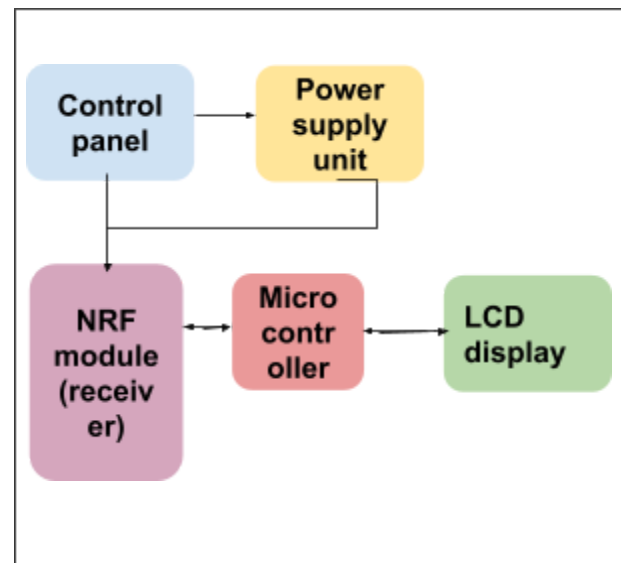 Control
panel
Power
supply
unit
NRF
module
(receiv
er)
Micro
contr
oller
LCD
display